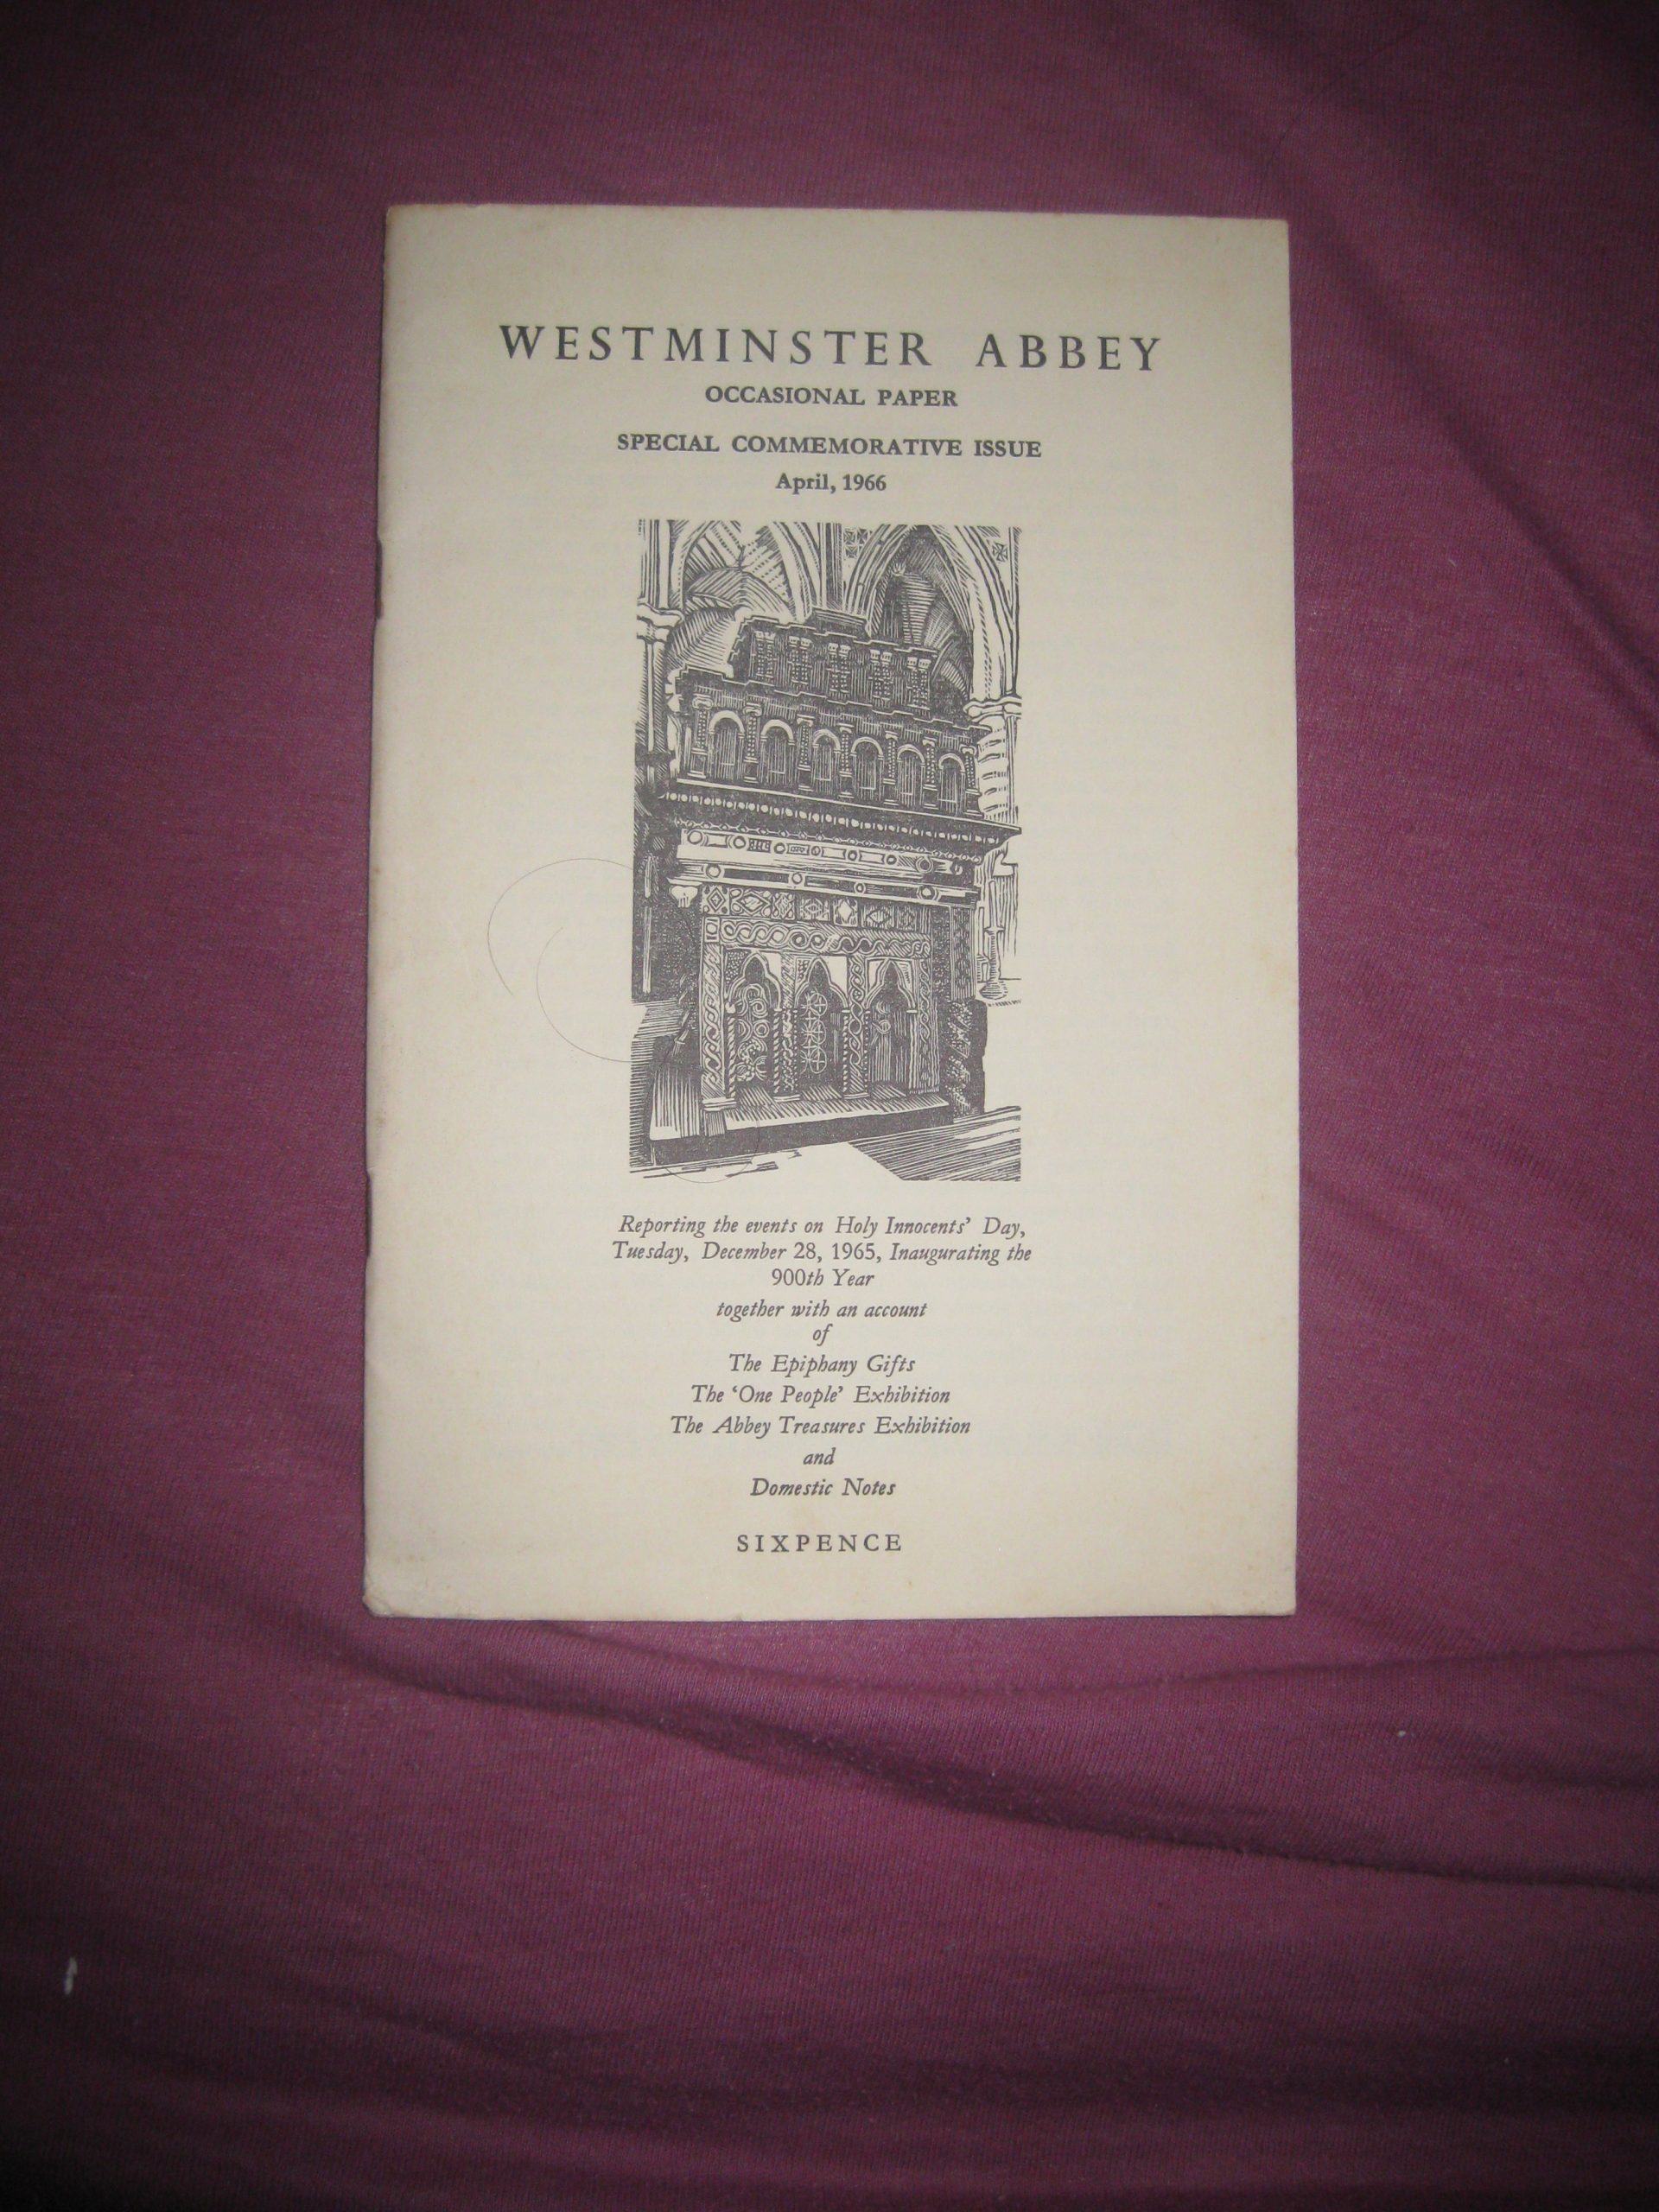 WESTMINSTER ABBEY
OCCASIONAL PAPER
SPECIAL COMMEMORATIVE ISSUE
April, 1966
Reporting the events on Holy Innocents' Day,
Tuesday, December 28, 1965, Inaugurating the
900th Year
together with an account
of
The Epiphany Gifts
The 'One People' Exhibition
The Abbey Treasures Exhibition
and
Domestic Notes
SIXPENCE